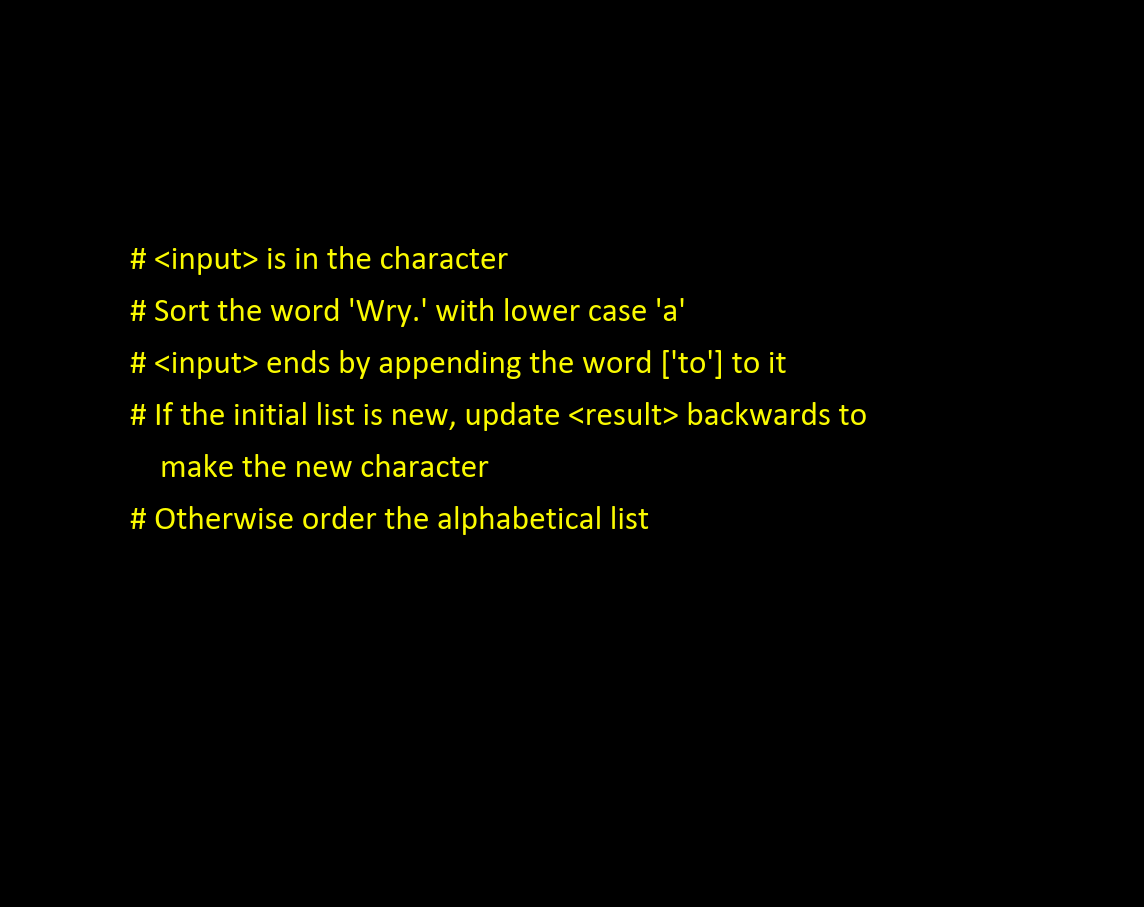 # <input> is in the character
# Sort the word 'Wry.' with lower case 'a'
# <input> ends by appending the word ['to'] to it
# If the initial list is new, update <result> backwards to
make the new character
# Otherwise order the alphabetical list